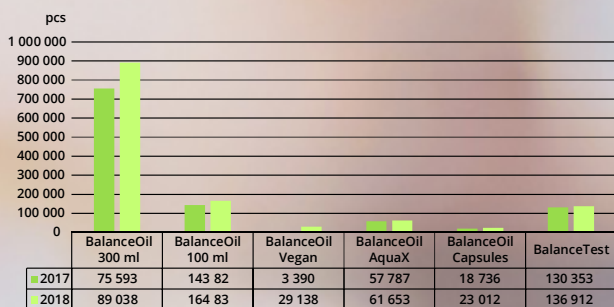 pcs
1 000 000
900 000
800 000
700 000
600 000
500 000
400 000
300 000
200 000
100 000
0
BalanceOil 300 ml
BalanceOil 100 ml
BalanceOil Vegan
BalanceOil AquaX
BalanceOil Capsules
BalanceTest
2017 75 593 143 82 3 390 57 787 18 736 130 353
2018 89 038 164 83 29 138 61 653 23 012 136 912